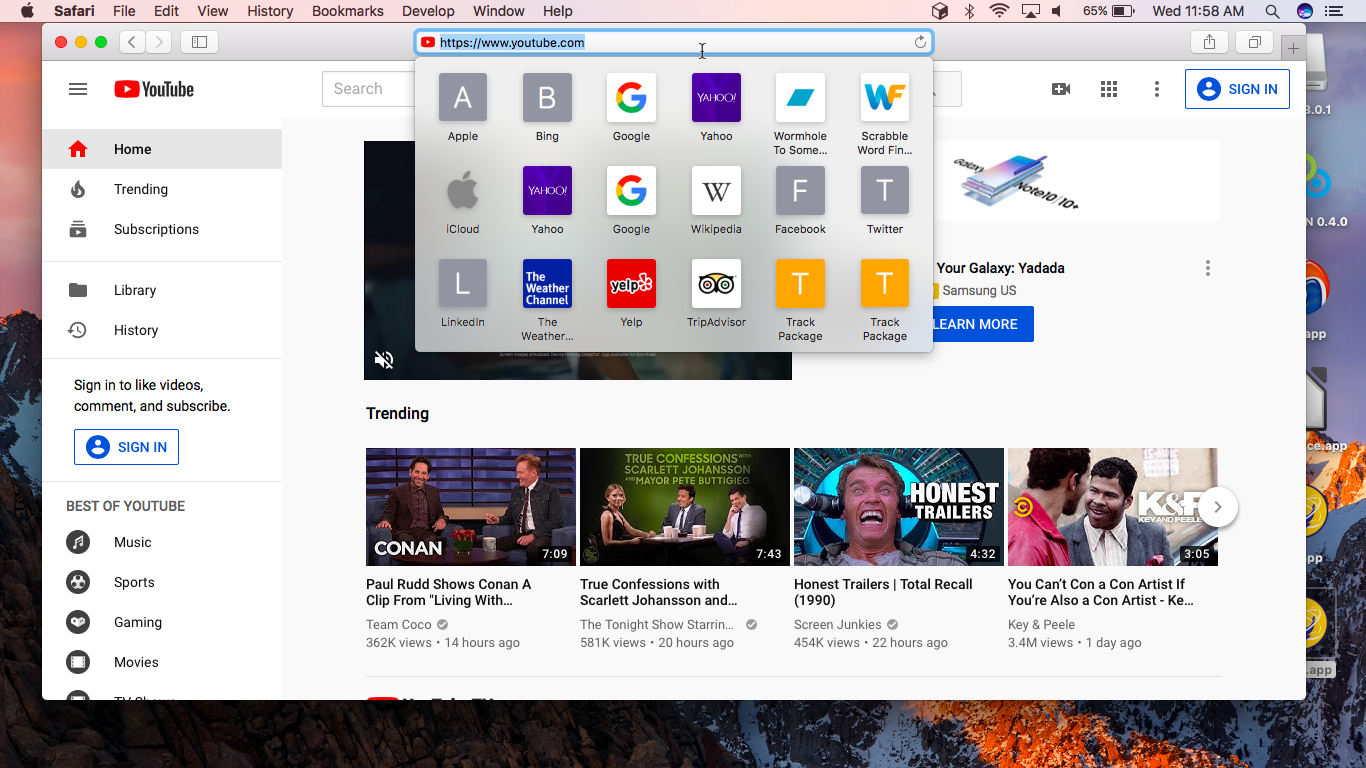 Safari File Edit View History Bookmarks Develop Window Help 65% Wed 11:58 AM
https://www.youtube.com
YouTube
Search
SIGN IN
A B YAHOO! WF
Apple Bing Google Yahoo Wormhole To Some... Scrabble Word Fin...
YAHOO! W F T
iCloud Yahoo Google Wikipedia Facebook Twitter
L The Weather Channel yelp T T
LinkedIn The Weather... Yelp TripAdvisor Track Package Track Package
Home
Trending
Subscriptions
Library
History
Sign in to like videos,
comment, and subscribe.
SIGN IN
BEST OF YOUTUBE
Music
Sports
Gaming
Movies
TV Shows
Galaxy Note10/10+
Your Galaxy: Yadada
Samsung US
LEARN MORE
Trending
CONAN 7:09
Paul Rudd Shows Conan A
Clip From "Living With...
Team Coco
362K views • 14 hours ago
TRUE CONFESSIONS WITH
SCARLETT JOHANSSON
AND MAYOR PETE BUTTIGIEG
7:43
True Confessions with
Scarlett Johansson and...
The Tonight Show Starrin...
581K views • 20 hours ago
HONEST
TRAILERS
4:32
Honest Trailers | Total Recall
(1990)
Screen Junkies
454K views • 22 hours ago
K&P
KEY AND PEELE
3:05
You Can't Con a Con Artist If
You're Also a Con Artist - Ke...
Key & Peele
3.4M views • 1 day ago
3.0.1
N 0.4.0
app
ce.app
app
.app